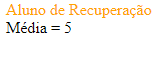 Aluno de Recuperação
Média = 5